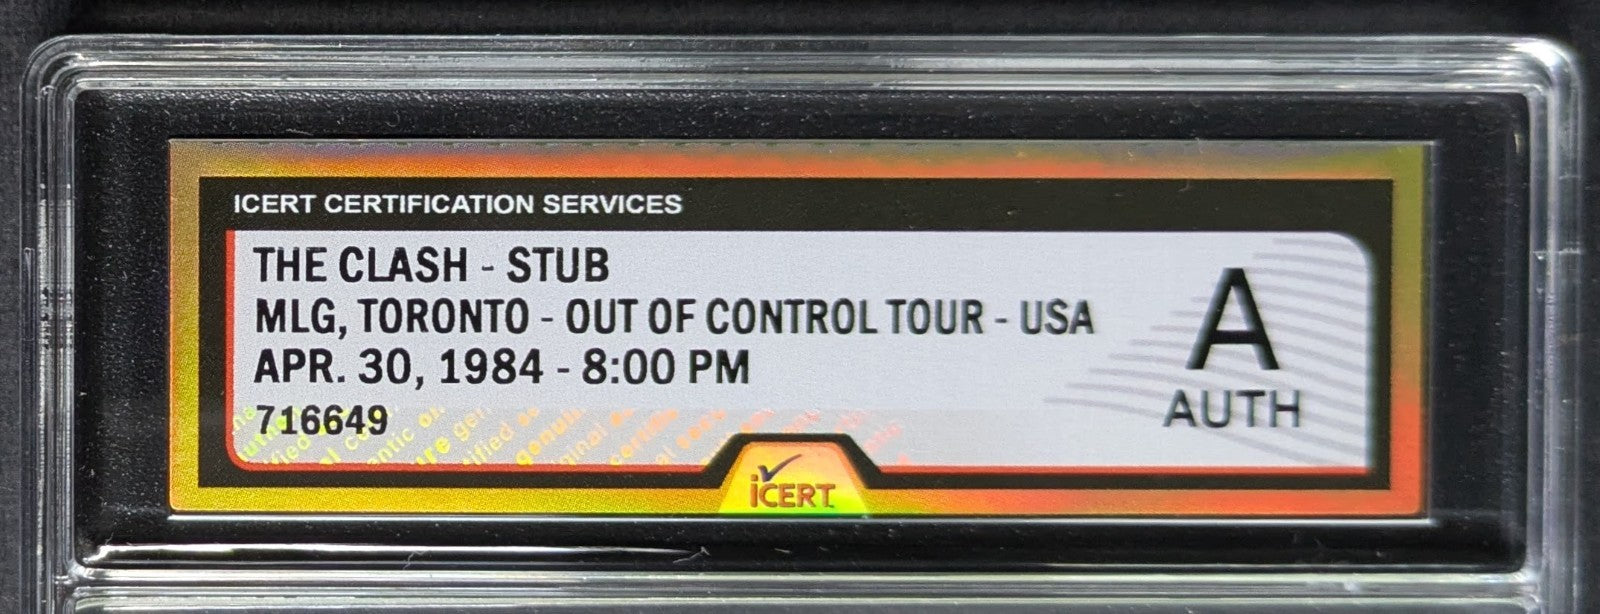 ICERT CERTIFICATION SERVICES
THE CLASH - STUB
MLG, TORONTO - OUT OF CONTROL TOUR - USA
APR. 30, 1984 - 8:00 PM
716649
A
AUTH
iCERT